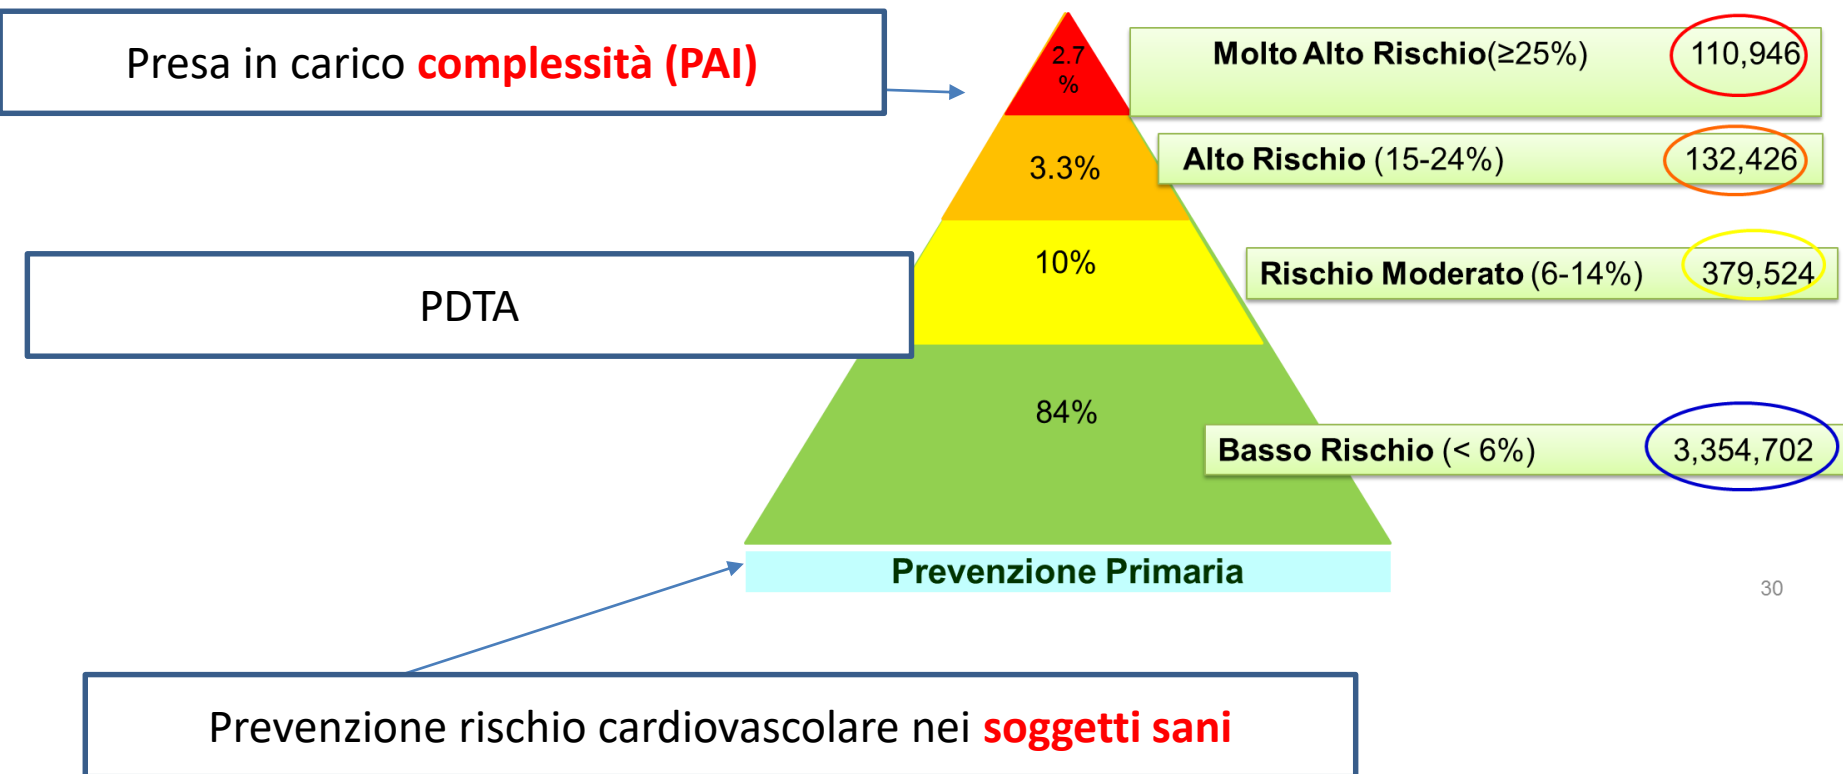 Presa in carico complessità (PAI)
2.7
%
Molto Alto Rischio(≥25%) 110,946
3.3%
Alto Rischio (15-24%) 132,426
10%
Rischio Moderato (6-14%) 379,524
PDTA
84%
Basso Rischio (< 6%) 3,354,702
Prevenzione Primaria
30
Prevenzione rischio cardiovascolare nei soggetti sani